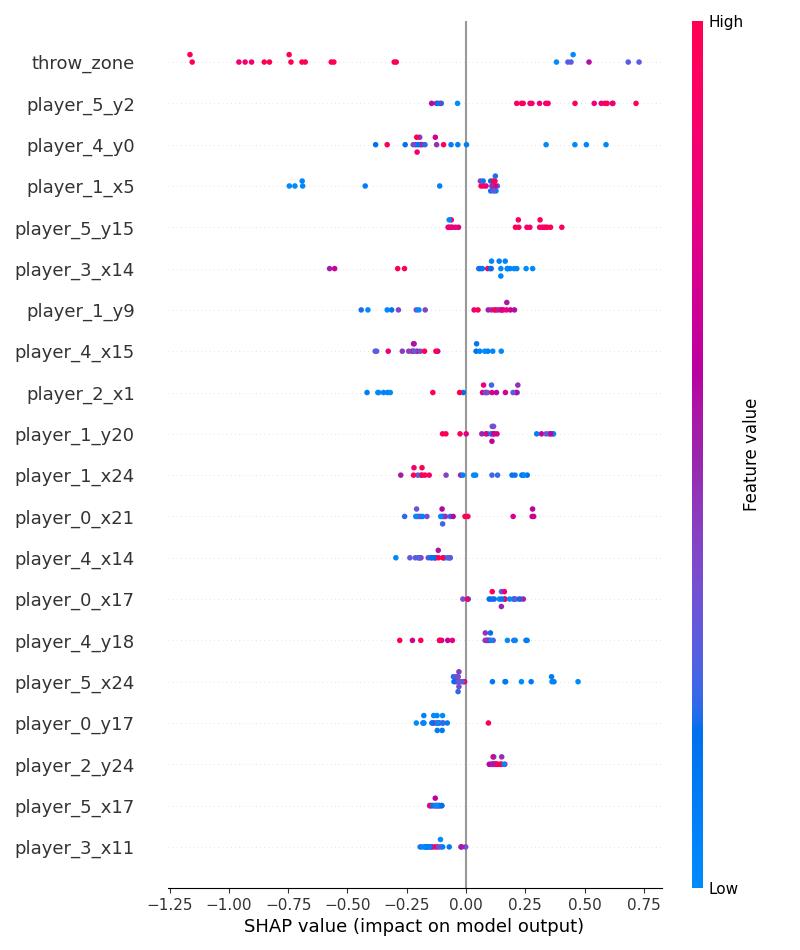 High
throw_zone
player_5_y2
player_4_y0
player_1_x5
player_5_y15
player_3_x14
player_1_y9
player_4_x15
player_2_x1
player_1_y20
player_1_x24
player_0_x21
player_4_x14
player_0_x17
player_4_y18
player_5_x24
player_0_y17
player_2_y24
player_5_x17
player_3_x11
Feature value
Low
−1.25 −1.00 −0.75 −0.50 −0.25 0.00 0.25 0.50 0.75
SHAP value (impact on model output)